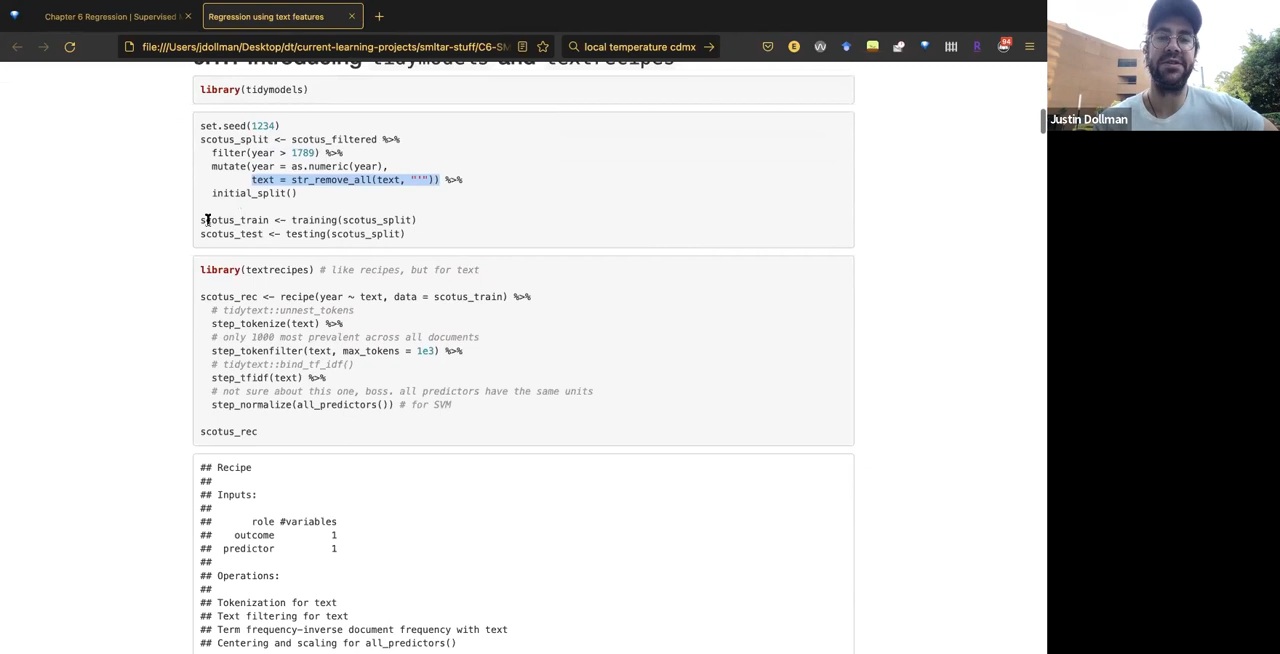 Chapter 6 Regression | Supervised
Regression using text features
file:///Users/jdollman/Desktop/dt/current-learning-projects/smltar-stuff/C6-SM
local temperature cdmx
94
Justin Dollman
introducing tidymodels and textrecipes
library(tidymodels)
set.seed(1234)
scotus_split <- scotus_filtered %>%
filter(year > 1789) %>%
mutate(year = as.numeric(year),
text = str_remove_all(text, "'")) %>%
initial_split()
scotus_train <- training(scotus_split)
scotus_test <- testing(scotus_split)
library(textrecipes) # like recipes, but for text
scotus_rec <- recipe(year ~ text, data = scotus_train) %>%
# tidytext::unnest_tokens
step_tokenize(text) %>%
# only 1000 most prevalent across all documents
step_tokenfilter(text, max_tokens = 1e3) %>%
# tidytext::bind_tf_idf()
step_tfidf(text) %>%
# not sure about this one, boss. all predictors have the same units
step_normalize(all_predictors()) # for SVM
scotus_rec
## Recipe
##
## Inputs:
##
## role #variables
## outcome 1
## predictor 1
##
## Operations:
##
## Tokenization for text
## Text filtering for text
## Term frequency-inverse document frequency with text
## Centering and scaling for all_predictors()